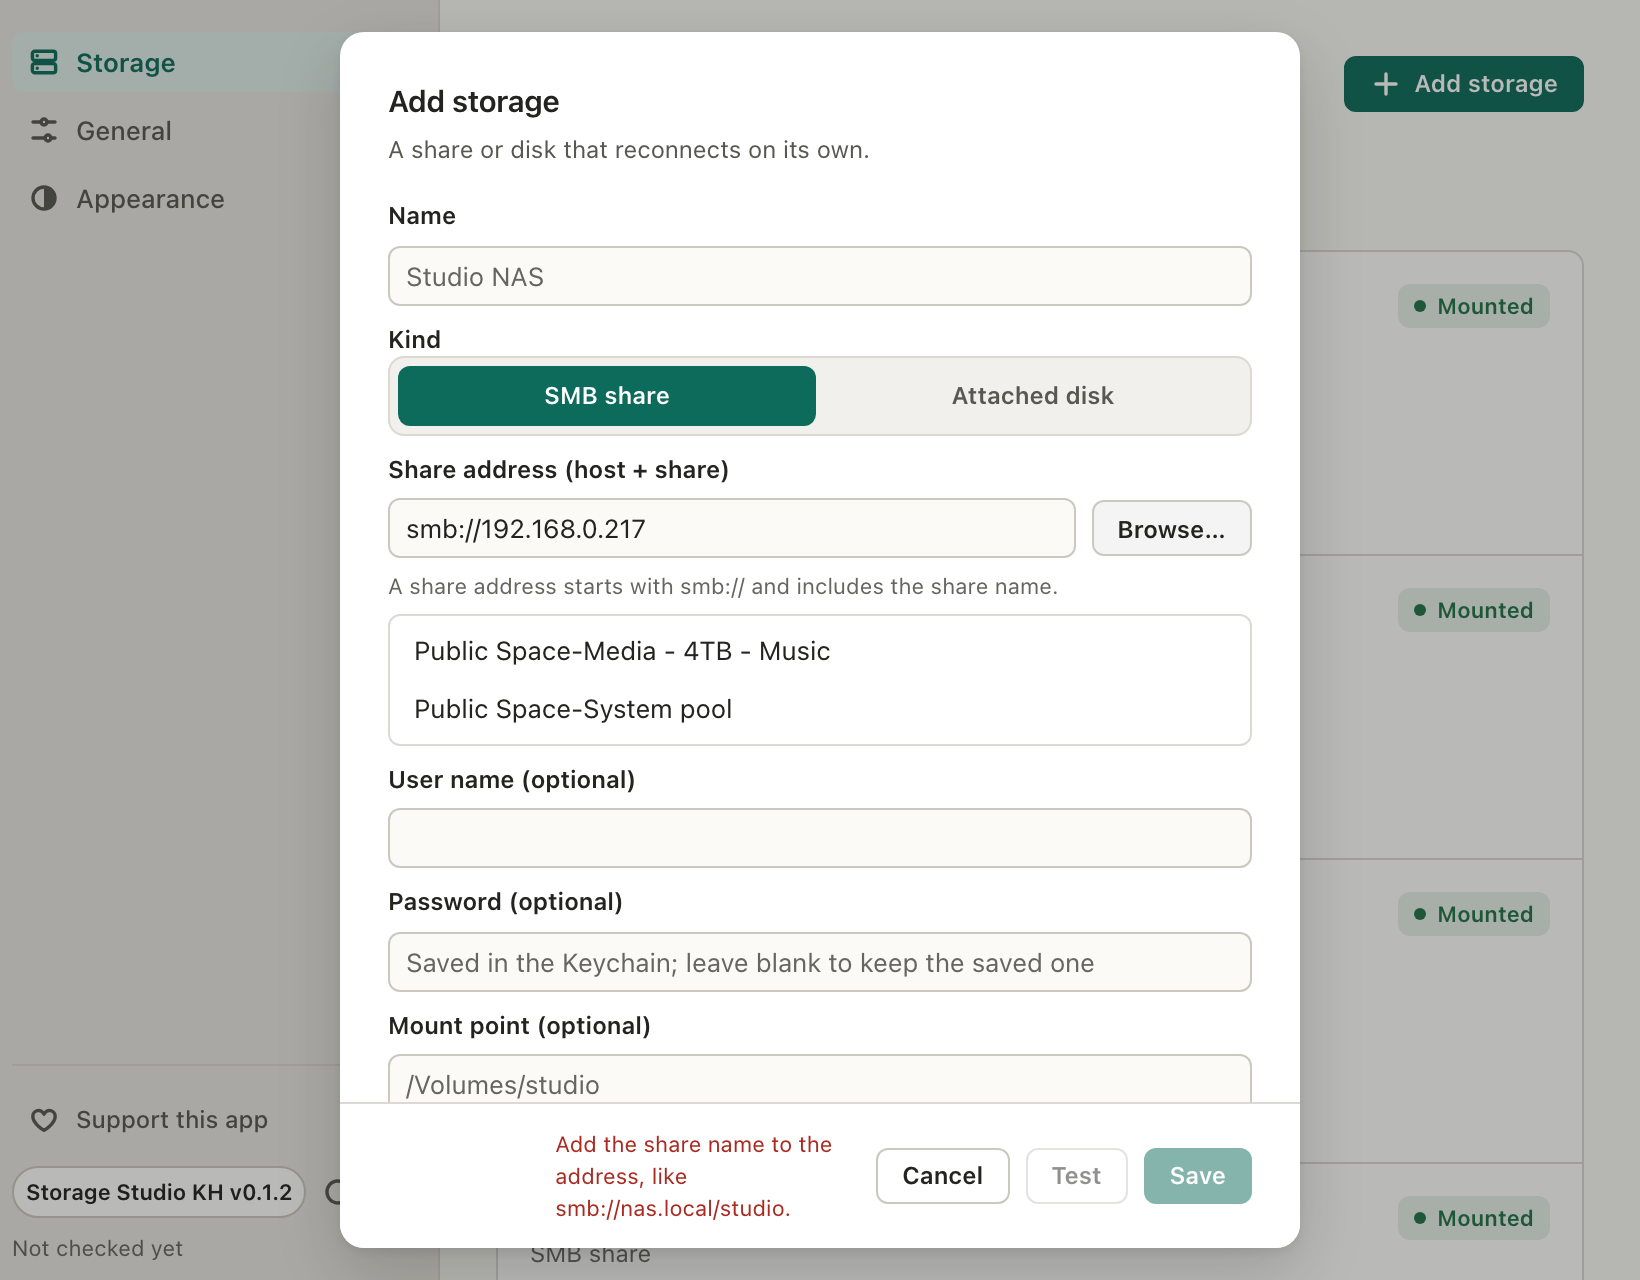 Storage
General
Appearance
Add storage
Add storage
A share or disk that reconnects on its own.
Name
Studio NAS
Kind
SMB share
Attached disk
Share address (host + share)
smb://192.168.0.217
Browse...
A share address starts with smb:// and includes the share name.
Public Space-Media - 4TB - Music
Public Space-System pool
User name (optional)
Password (optional)
Saved in the Keychain; leave blank to keep the saved one
Mount point (optional)
/Volumes/studio
Add the share name to the
address, like
smb://nas.local/studio.
Cancel
Test
Save
Mounted
Mounted
Mounted
Mounted
SMB share
Support this app
Storage Studio KH v0.1.2
Not checked yet